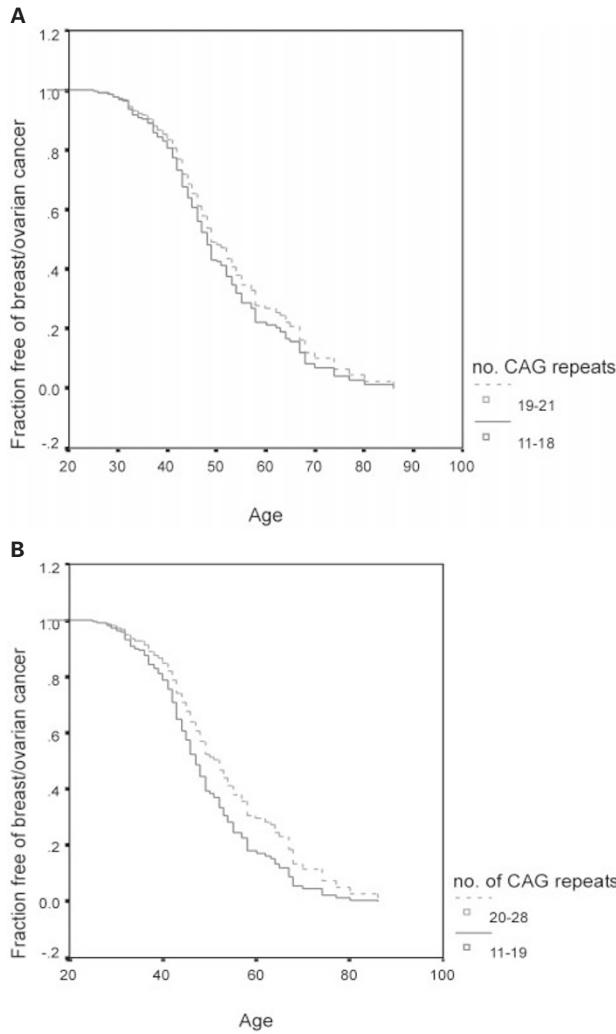 A
1.2
1.0
.8
.6
.4
.2
0.0
-.2
Fraction free of breast/ovarian cancer
20 30 40 50 60 70 80 90 100
Age
no. CAG repeats
19-21
11-18
B
1.2
1.0
.8
.6
.4
.2
0.0
-.2
Fraction free of breast/ovarian cancer
20 40 60 80 100
Age
no. of CAG repeats
20-28
11-19